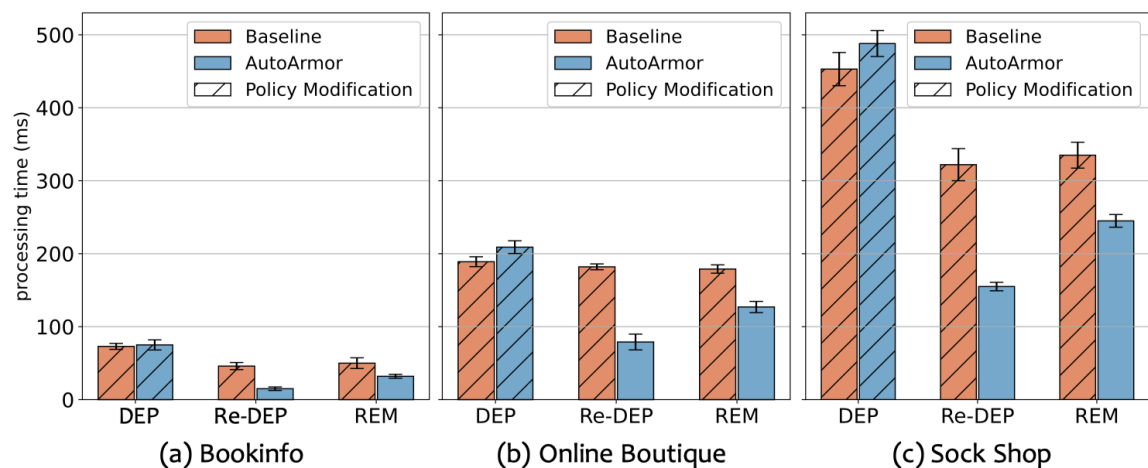 processing time (ms)
500
400
300
200
100
0
Baseline
AutoArmor
Policy Modification
DEP
Re-DEP
REM
(a) Bookinfo
Baseline
AutoArmor
Policy Modification
DEP
Re-DEP
REM
(b) Online Boutique
Baseline
AutoArmor
Policy Modification
DEP
Re-DEP
REM
(c) Sock Shop